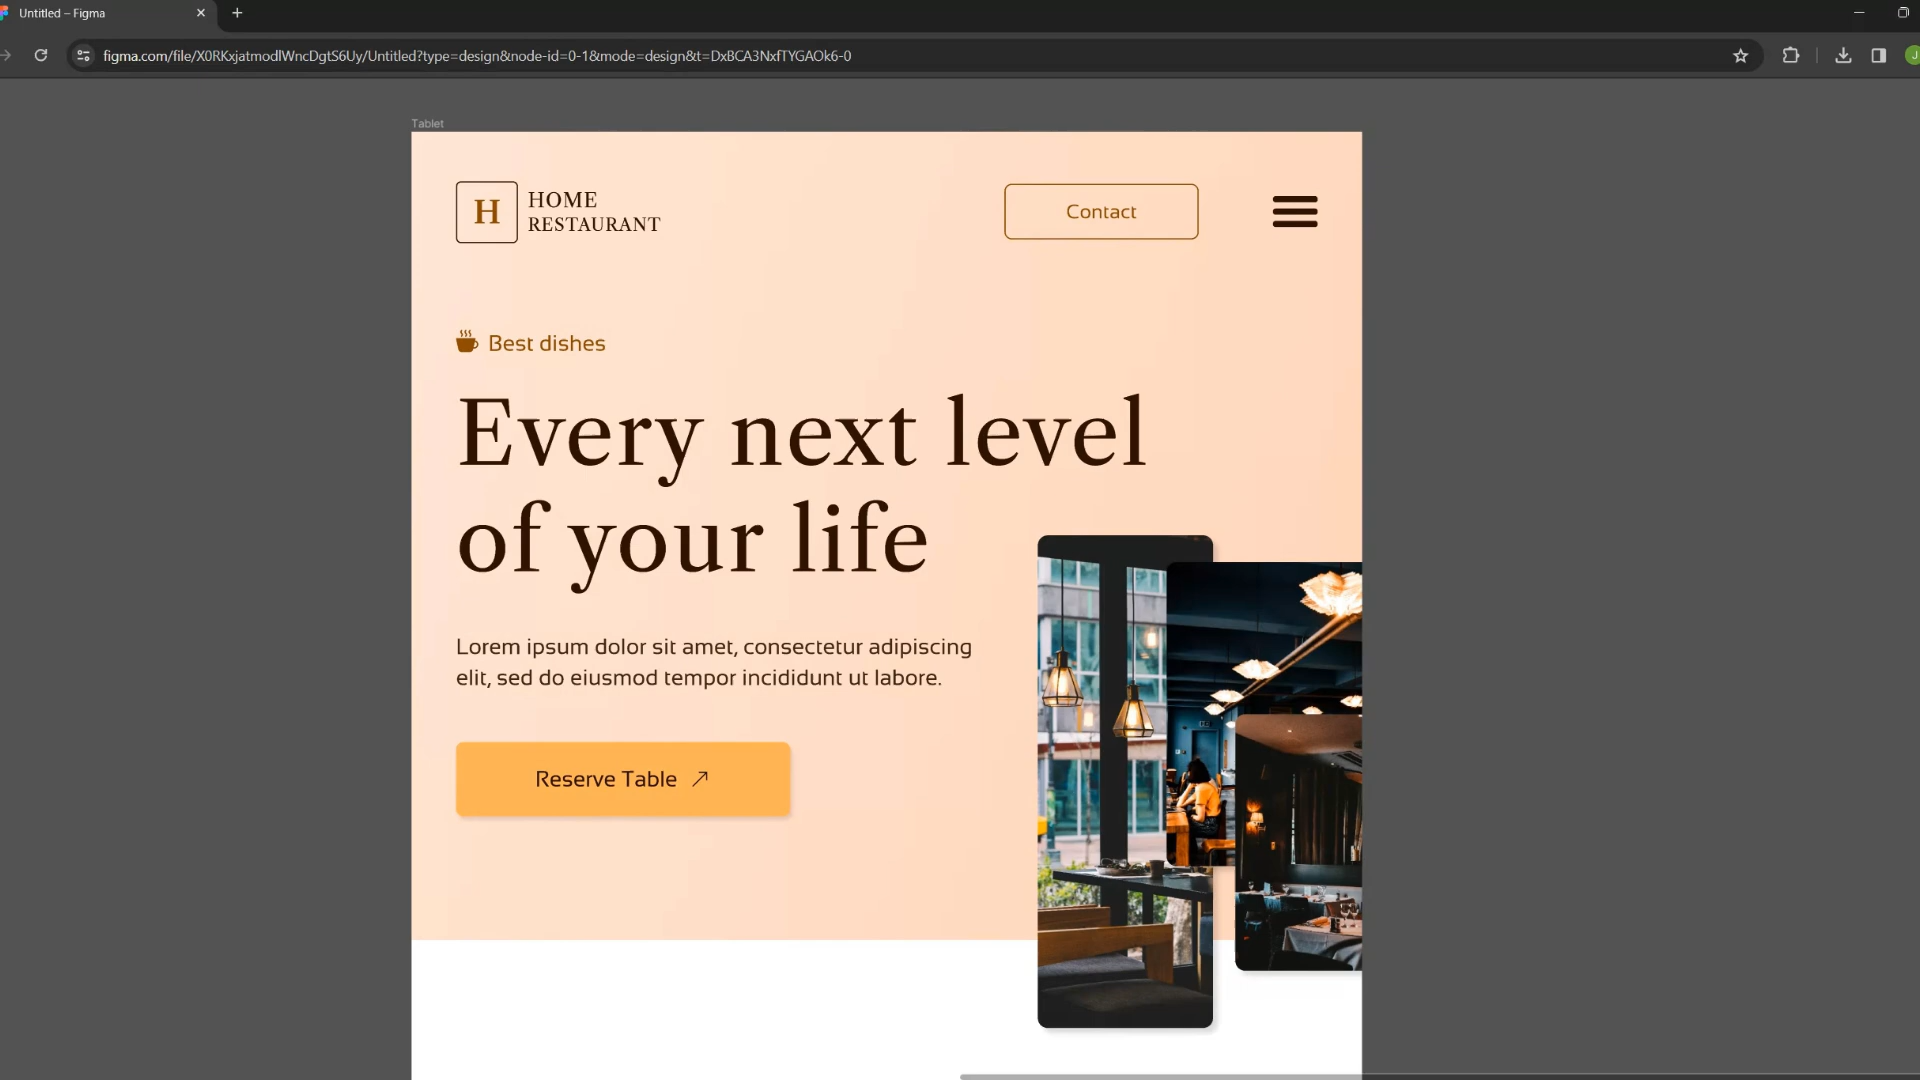 Untitled – Figma
figma.com/file/X0RKxjatmodlWncDgtS6Uy/Untitled?type=design&node-id=0-1&mode=design&t=DxBCA3NxfTYGAOk6-0
J
Tablet
H
HOME
RESTAURANT
Contact
Best dishes
Every next level
of your life
Lorem ipsum dolor sit amet, consectetur adipiscing
elit, sed do eiusmod tempor incididunt ut labore.
Reserve Table